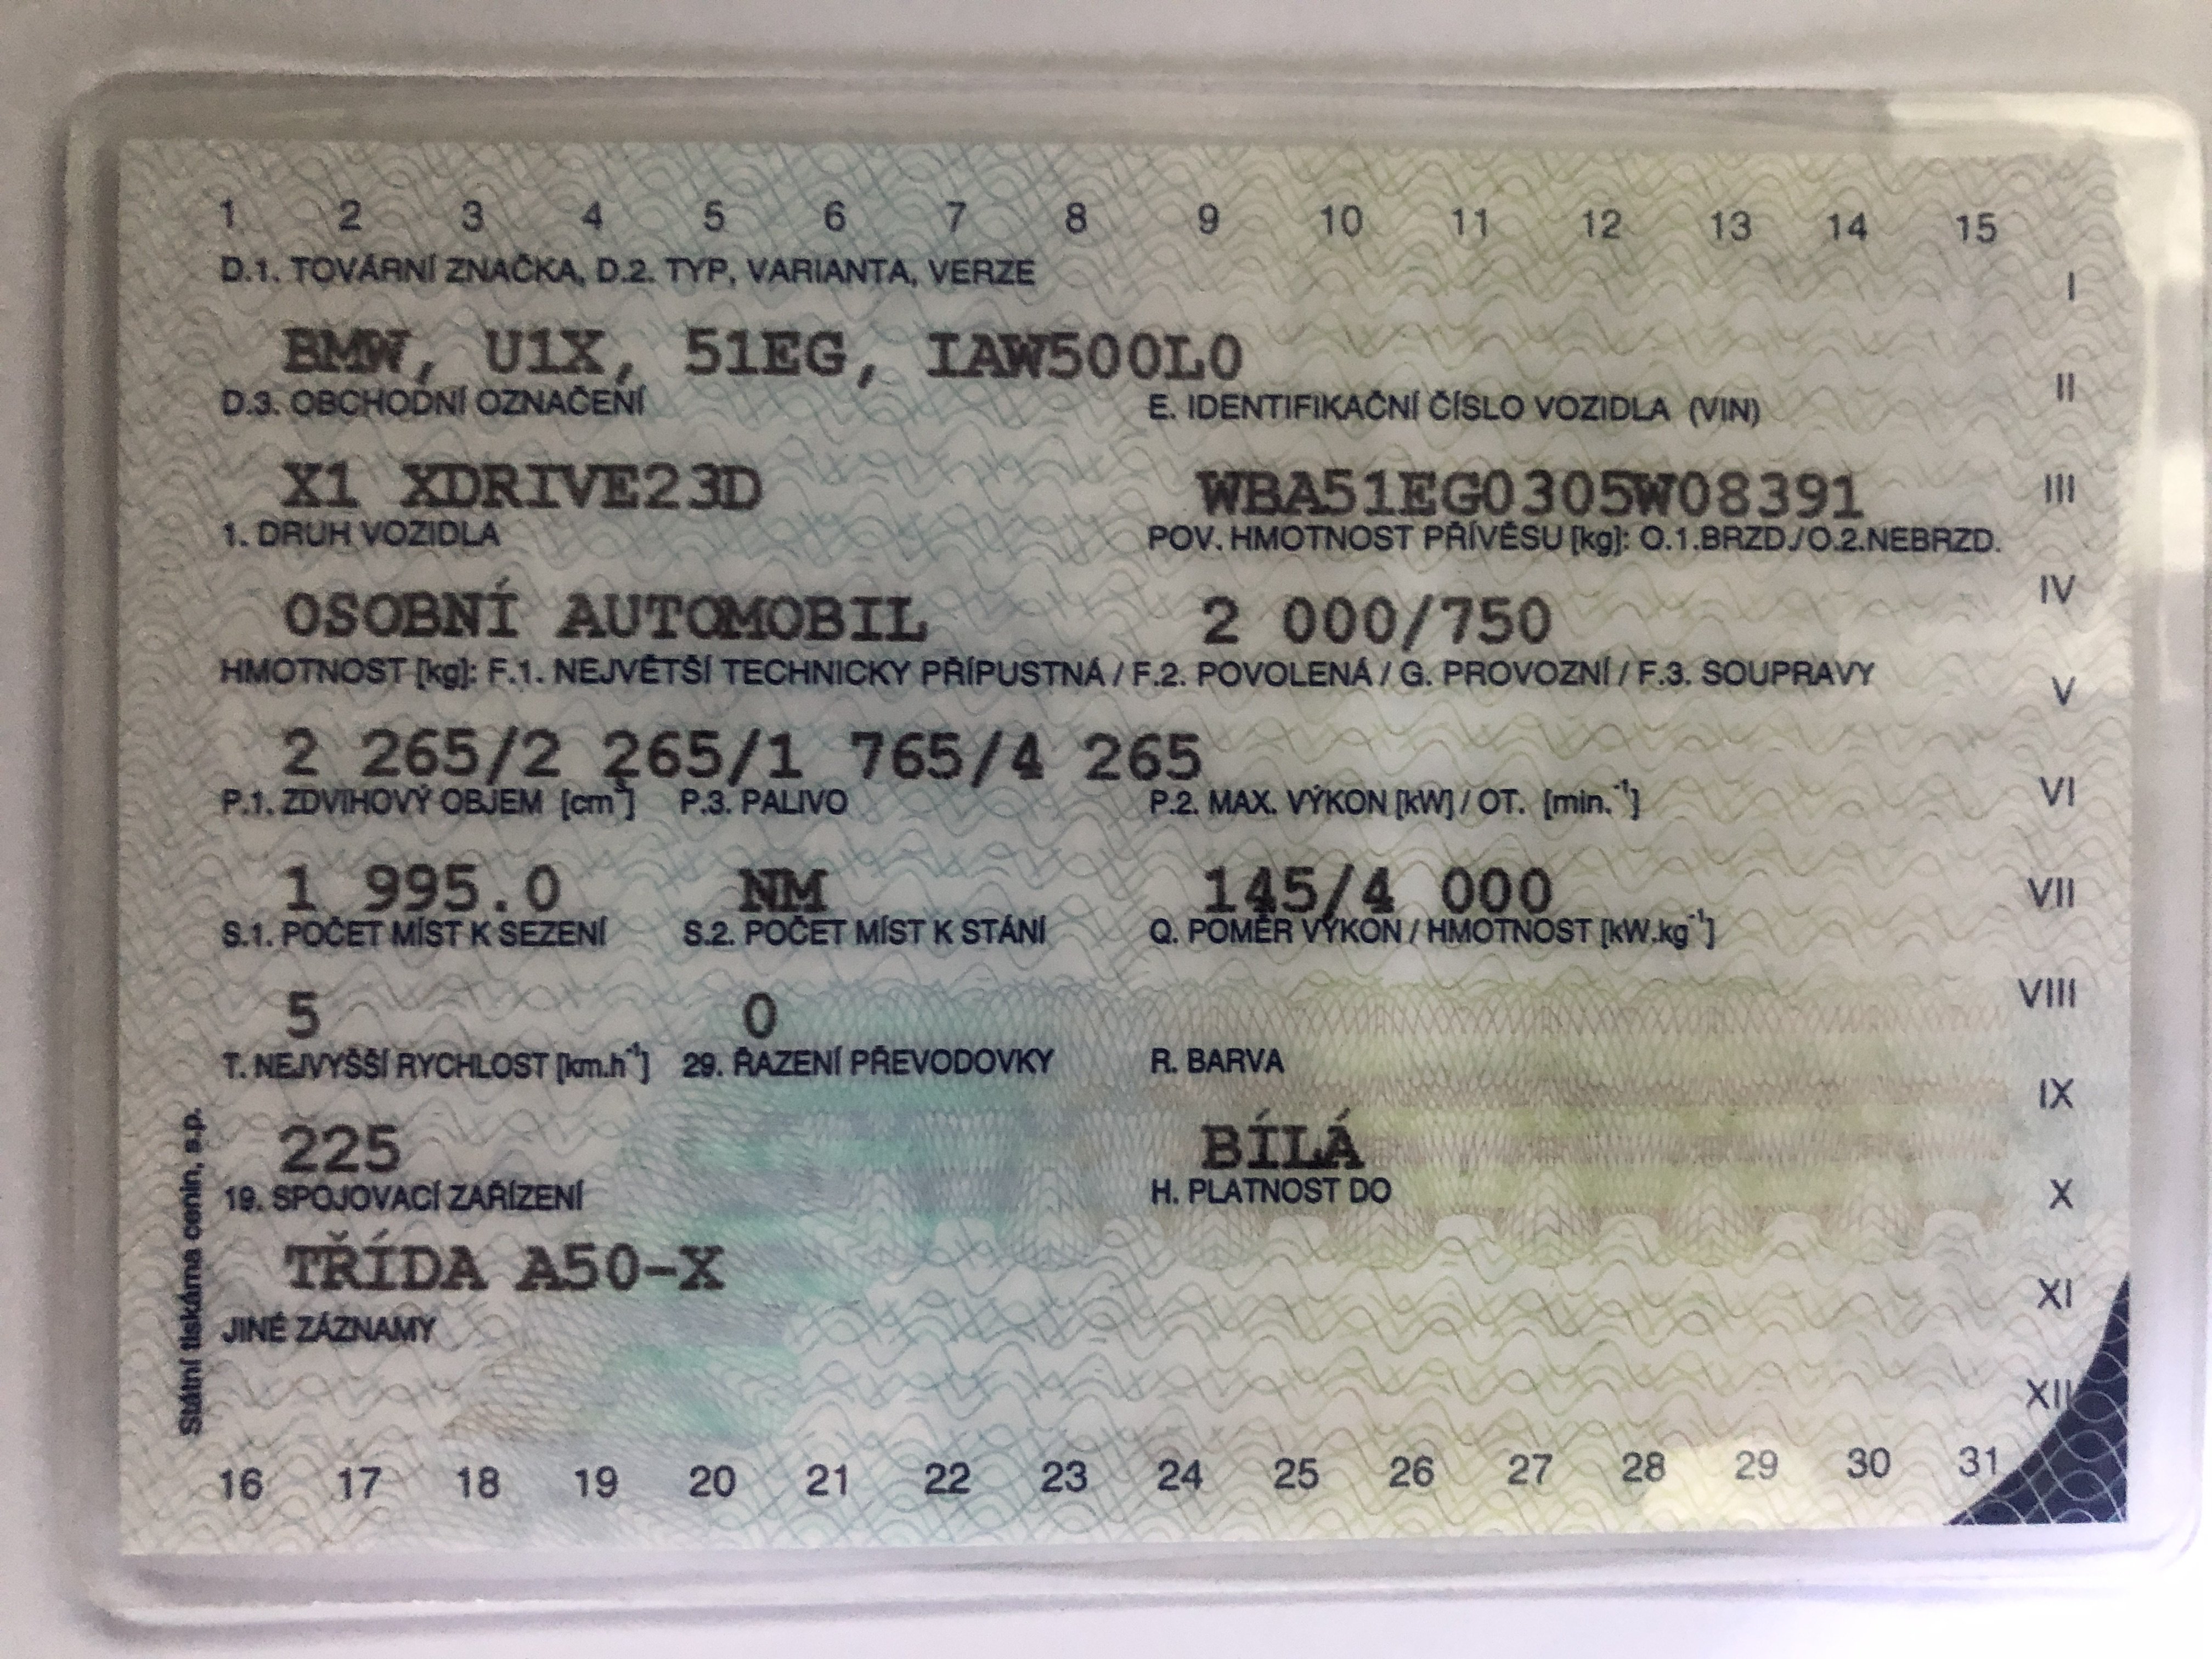 1 2 3 4 5 6 7 8 9 10 11 12 13 14 15
D.1. TOVÁRNÍ ZNAČKA, D.2. TYP, VARIANTA, VERZE
I
BMW, U1X, 51EG, IAW500L0
II
D.3. OBCHODNÍ OZNAČENÍ E. IDENTIFIKAČNÍ ČÍSLO VOZIDLA (VIN)
X1 XDRIVE23D WBA51EG0305W08391
III
1. DRUH VOZIDLA POV. HMOTNOST PŘÍVĚSU [kg]: O.1.BRZD./O.2.NEBRZD.
IV
OSOBNÍ AUTOMOBIL 2 000/750
HMOTNOST [kg]: F.1. NEJVĚTŠÍ TECHNICKY PŘÍPUSTNÁ / F.2. POVOLENÁ / G. PROVOZNÍ / F.3. SOUPRAVY
V
2 265/2 265/1 765/4 265
P.1. ZDVIHOVÝ OBJEM [cm³] P.3. PALIVO P.2. MAX. VÝKON [kW] / OT. [min.⁻¹]
VI
1 995.0 NM 145/4 000
VII
S.1. POČET MÍST K SEZENÍ S.2. POČET MÍST K STÁNÍ Q. POMĚR VÝKON / HMOTNOST [kW.kg⁻¹]
VIII
5 0
T. NEJVYŠŠÍ RYCHLOST [km.h⁻¹] 29. ŘAZENÍ PŘEVODOVKY R. BARVA
IX
225 BÍLÁ
19. SPOJOVACÍ ZAŘÍZENÍ H. PLATNOST DO
X
TŘÍDA A50-X
XI
JINÉ ZÁZNAMY
XII
Státní tiskárna cenin, s.p.
16 17 18 19 20 21 22 23 24 25 26 27 28 29 30 31